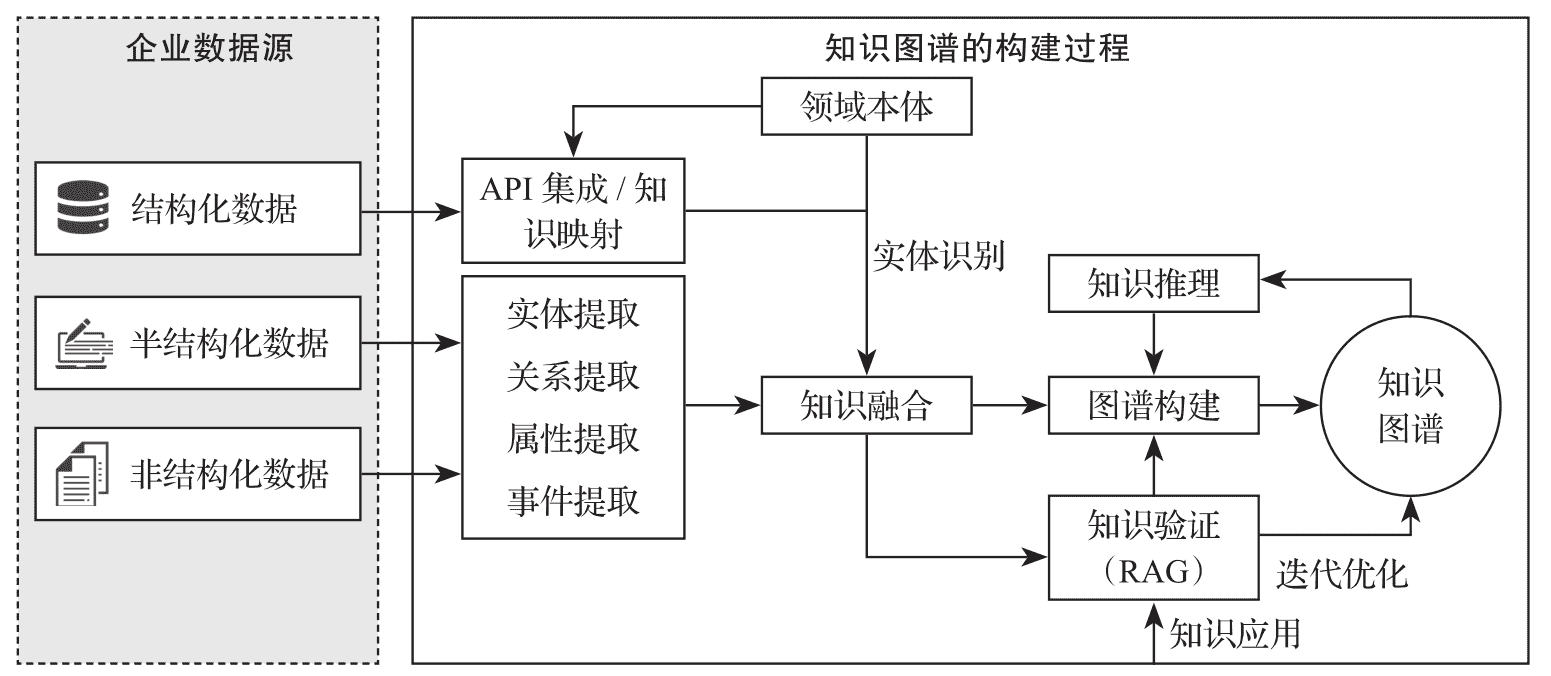 企业数据源
结构化数据
半结构化数据
非结构化数据
知识图谱的构建过程
领域本体
API 集成 / 知
识映射
实体提取
关系提取
属性提取
事件提取
实体识别
知识融合
知识推理
图谱构建
知识验证
（RAG）
知识
图谱
迭代优化
知识应用